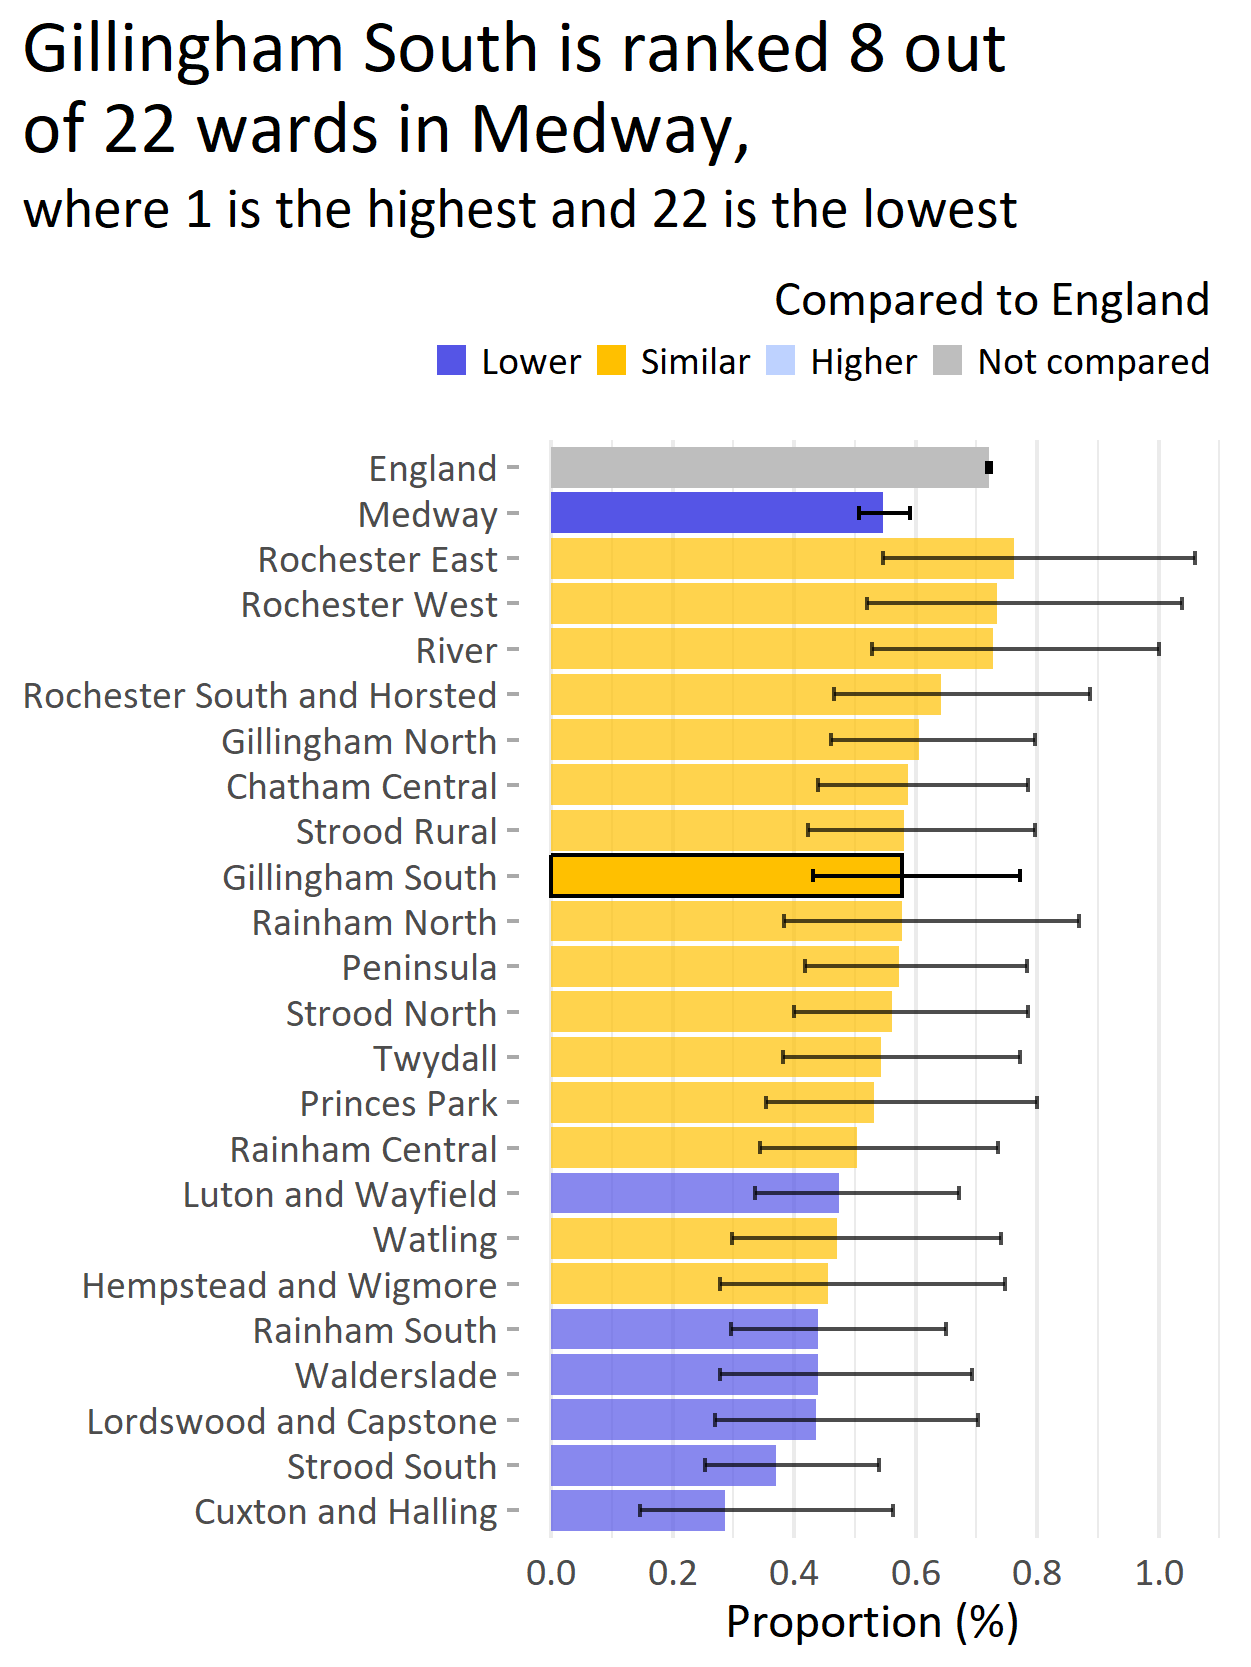 Gillingham South is ranked 8 out
of 22 wards in Medway,
where 1 is the highest and 22 is the lowest
Compared to England
Lower Similar Higher Not compared
England
Medway
Rochester East
Rochester West
River
Rochester South and Horsted
Gillingham North
Chatham Central
Strood Rural
Gillingham South
Rainham North
Peninsula
Strood North
Twydall
Princes Park
Rainham Central
Luton and Wayfield
Watling
Hempstead and Wigmore
Rainham South
Walderslade
Lordswood and Capstone
Strood South
Cuxton and Halling
0.0 0.2 0.4 0.6 0.8 1.0
Proportion (%)